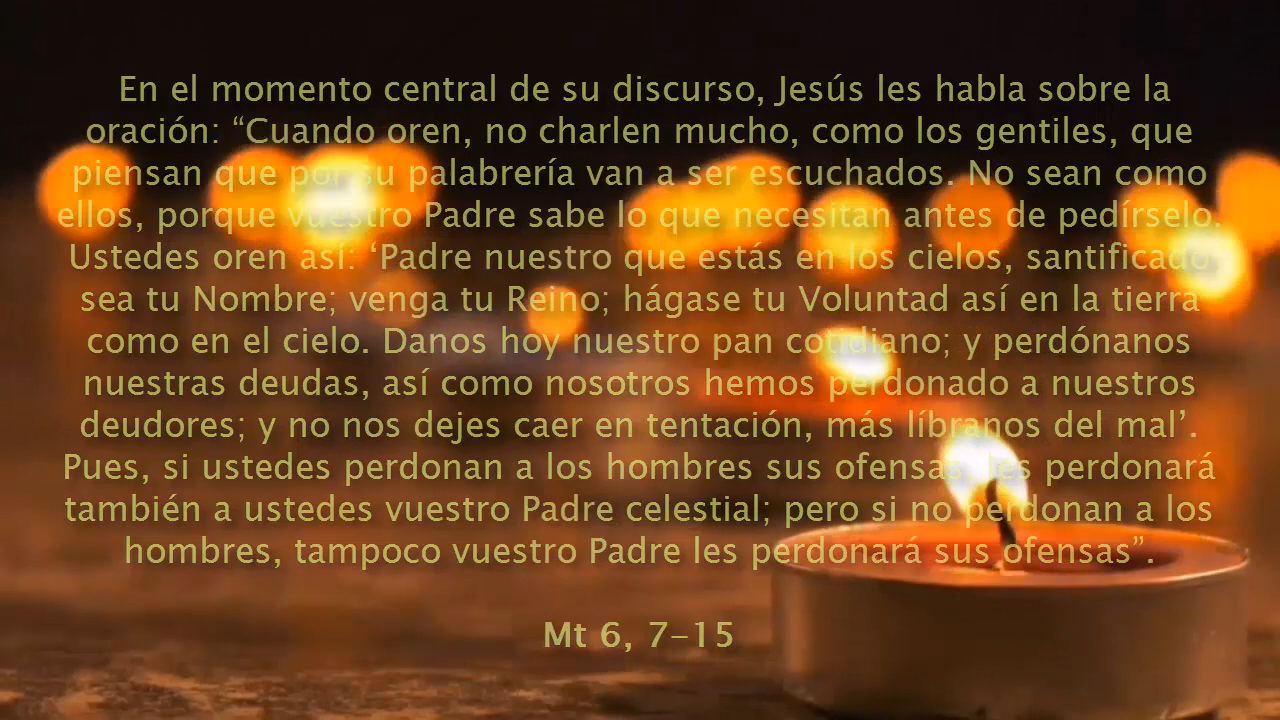 En el momento central de su discurso, Jesús les habla sobre la
oración: “Cuando oren, no charlen mucho, como los gentiles, que
piensan que por su palabrería van a ser escuchados. No sean como
ellos, porque vuestro Padre sabe lo que necesitan antes de pedírselo.
Ustedes oren así: ‘Padre nuestro que estás en los cielos, santificado
sea tu Nombre; venga tu Reino; hágase tu Voluntad así en la tierra
como en el cielo. Danos hoy nuestro pan cotidiano; y perdónanos
nuestras deudas, así como nosotros hemos perdonado a nuestros
deudores; y no nos dejes caer en tentación, más líbranos del mal’.
Pues, si ustedes perdonan a los hombres sus ofensas, les perdonará
también a ustedes vuestro Padre celestial; pero si no perdonan a los
hombres, tampoco vuestro Padre les perdonará sus ofensas”.
Mt 6, 7-15